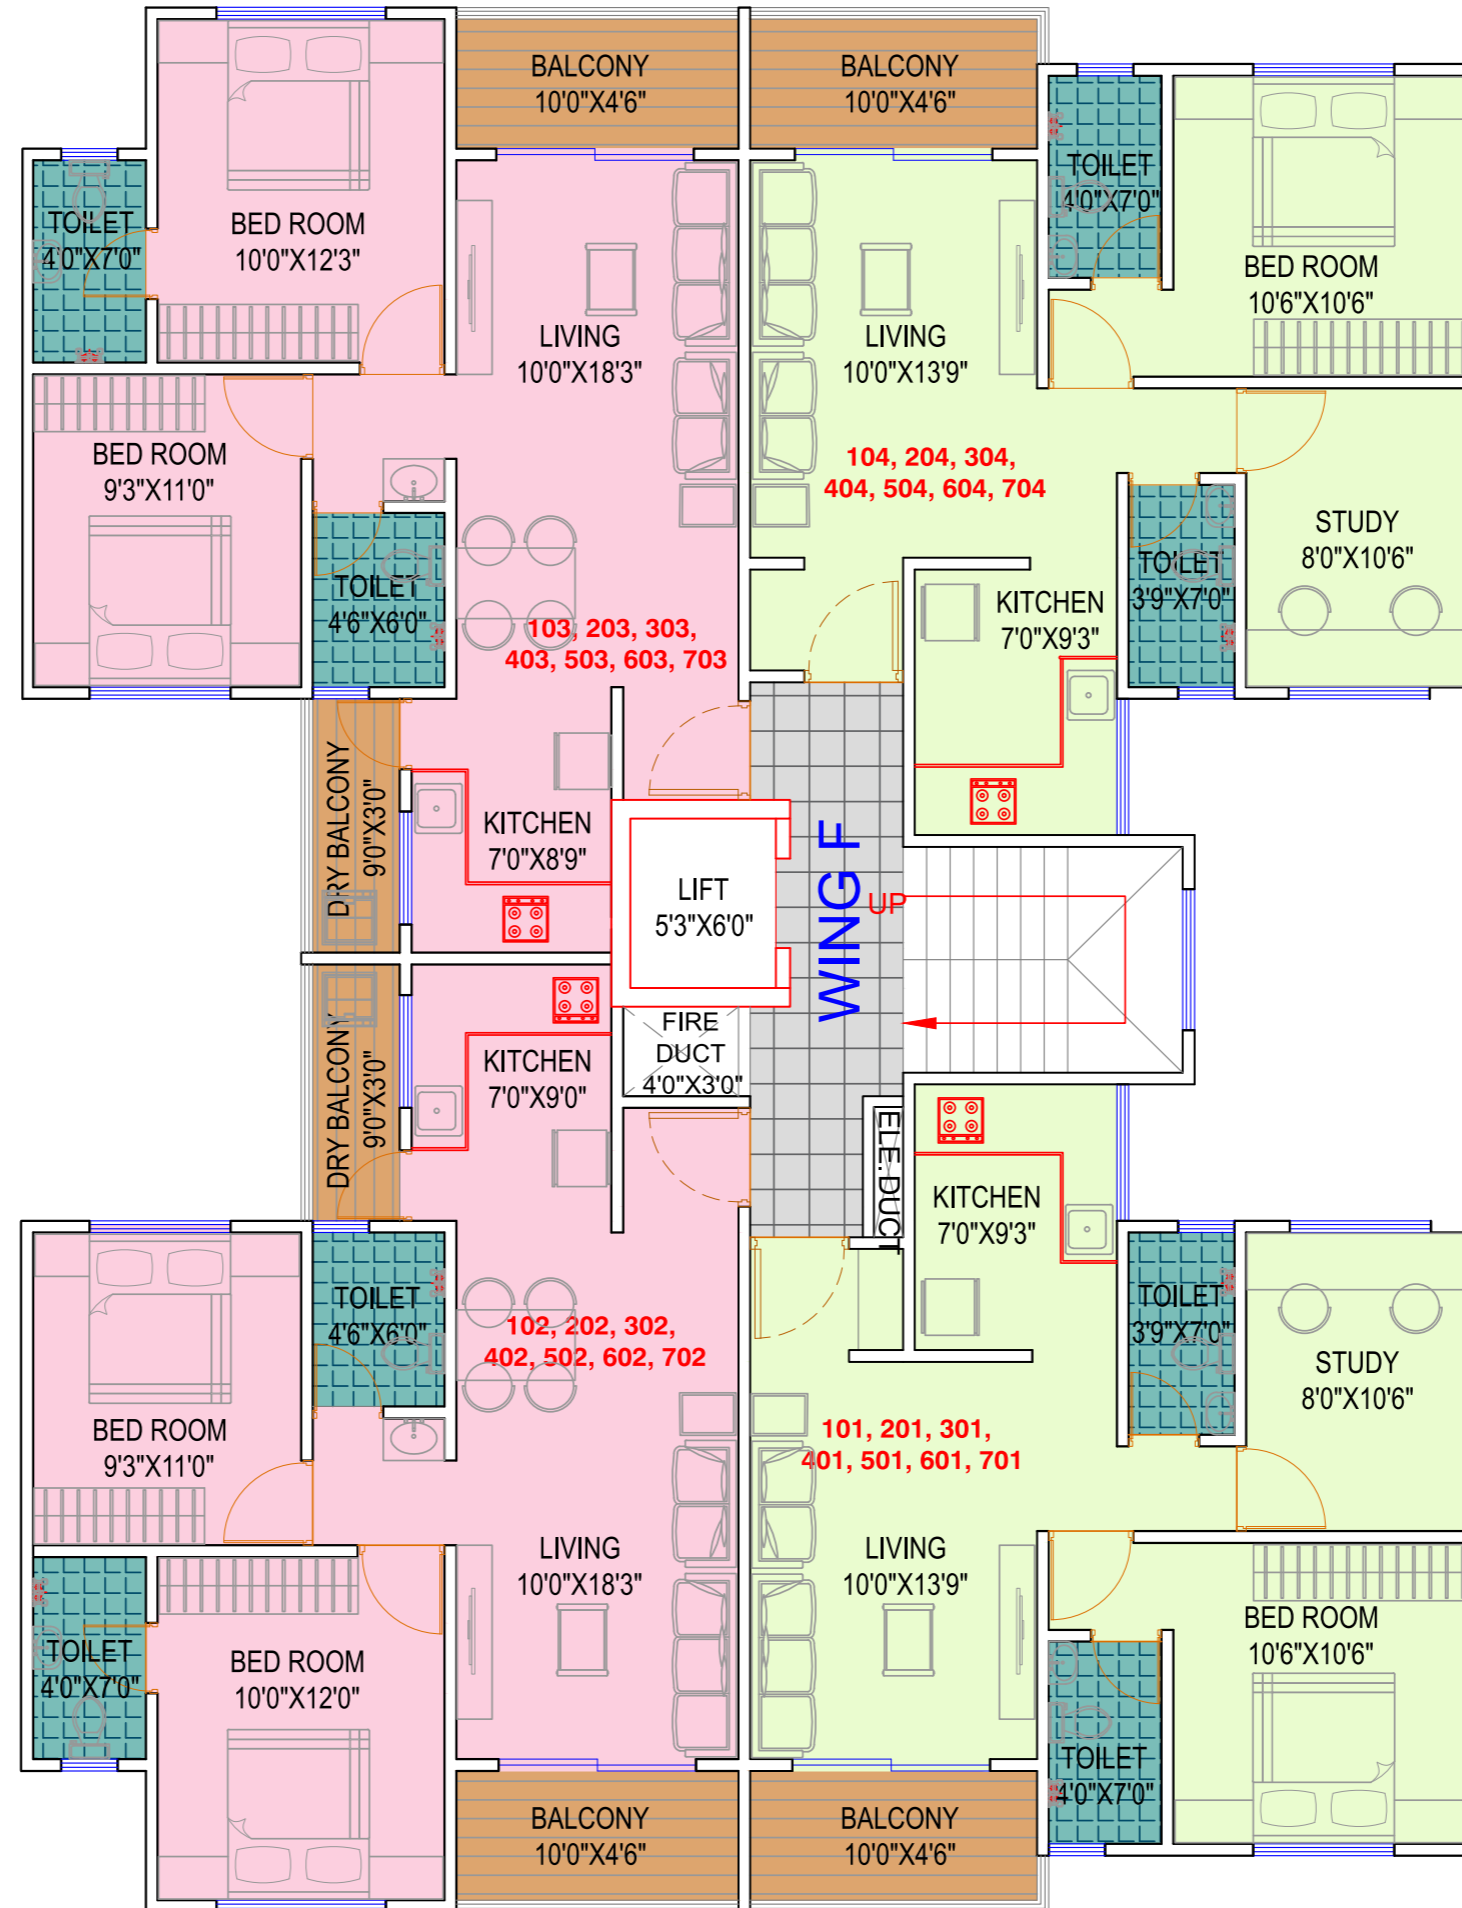 BALCONY
10'0"X4'6"
BALCONY
10'0"X4'6"
TOILET
4'0"X7'0"
BED ROOM
10'0"X12'3"
TOILET
4'0"X7'0"
BED ROOM
10'6"X10'6"
LIVING
10'0"X18'3"
LIVING
10'0"X13'9"
BED ROOM
9'3"X11'0"
104, 204, 304,
404, 504, 604, 704
STUDY
8'0"X10'6"
TOILET
4'6"X6'0"
TOILET
3'9"X7'0"
KITCHEN
7'0"X9'3"
103, 203, 303,
403, 503, 603, 703
DRY BALCONY
9'0"X3'0"
KITCHEN
7'0"X8'9"
LIFT
5'3"X6'0"
WING F
UP
FIRE
DUCT
4'0"X3'0"
DRY BALCONY
9'0"X3'0"
KITCHEN
7'0"X9'0"
ELE. DUCT
KITCHEN
7'0"X9'3"
TOILET
4'6"X6'0"
102, 202, 302,
402, 502, 602, 702
TOILET
3'9"X7'0"
STUDY
8'0"X10'6"
BED ROOM
9'3"X11'0"
101, 201, 301,
401, 501, 601, 701
LIVING
10'0"X18'3"
LIVING
10'0"X13'9"
TOILET
4'0"X7'0"
BED ROOM
10'0"X12'0"
BED ROOM
10'6"X10'6"
TOILET
4'0"X7'0"
BALCONY
10'0"X4'6"
BALCONY
10'0"X4'6"